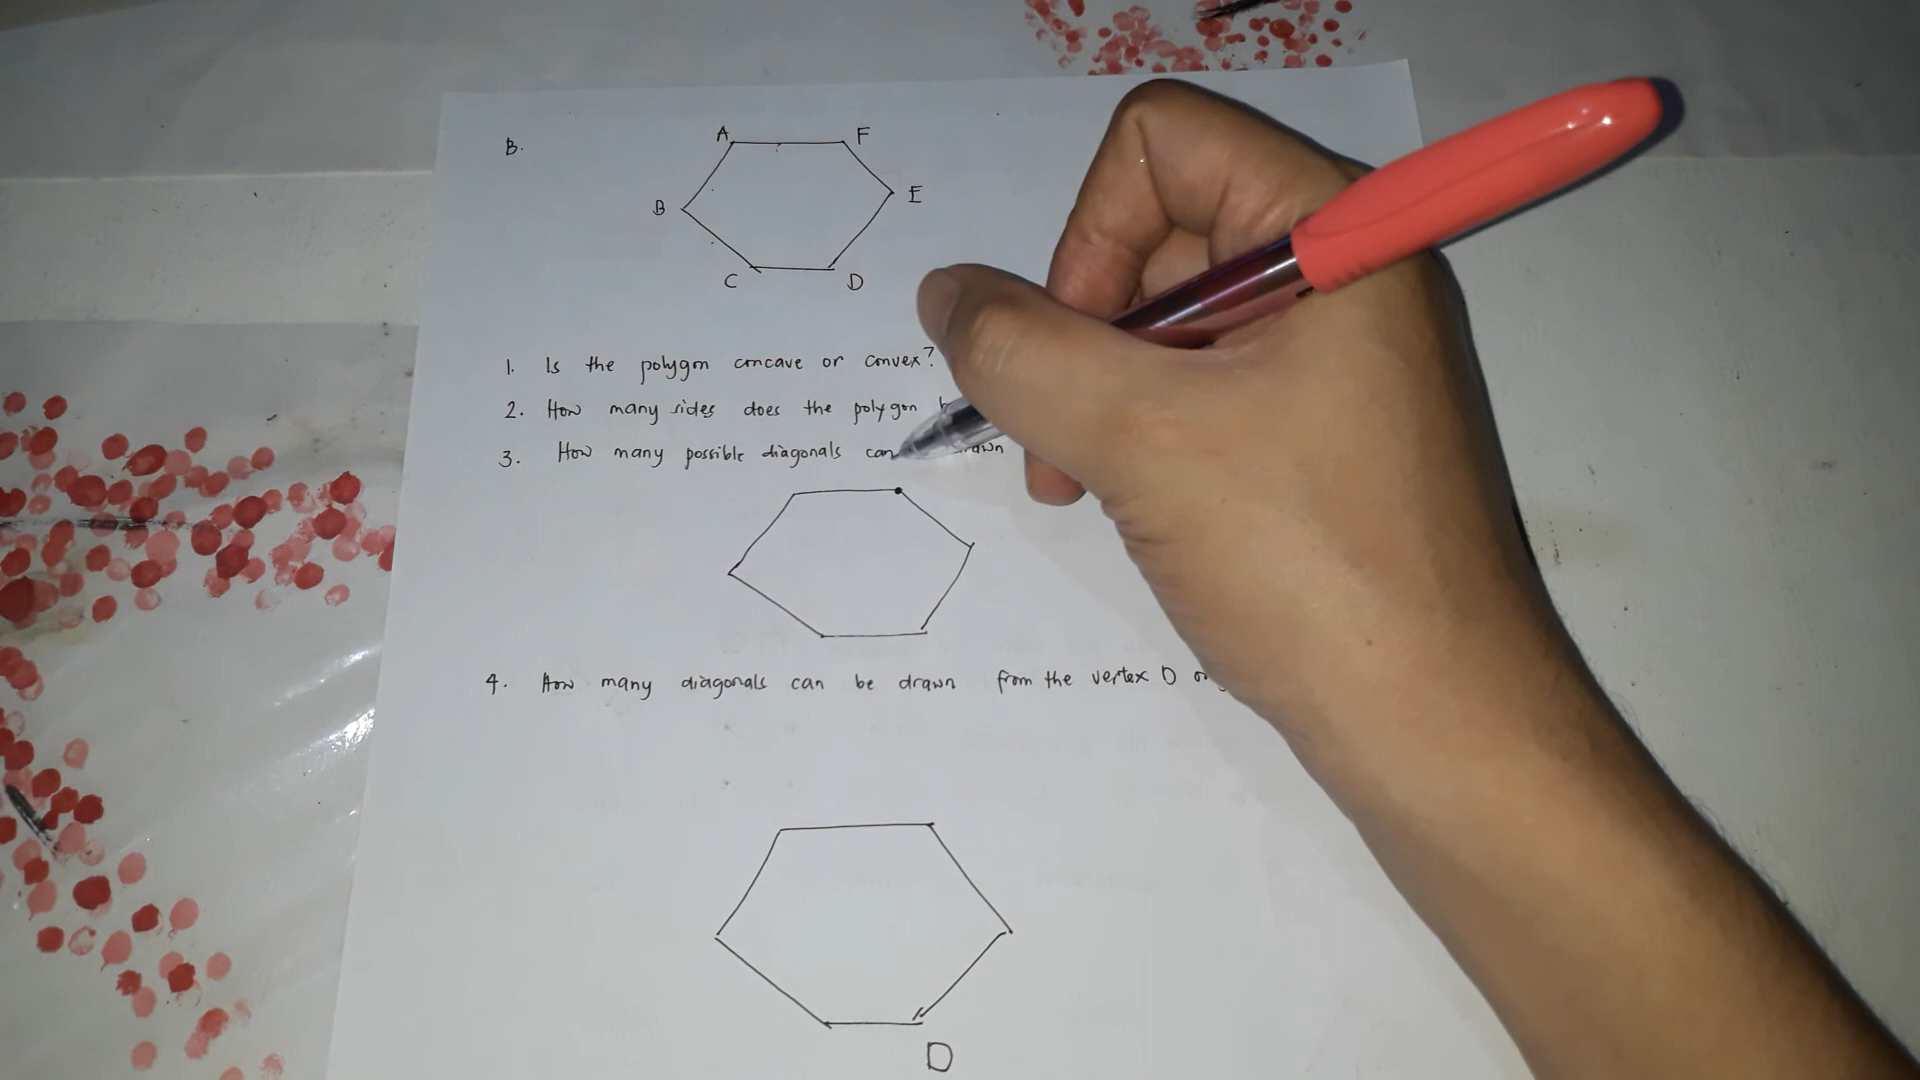 B.
A F
B E
C D
1. Is the polygon concave or convex?
2. How many sides does the polygon
3. How many possible diagonals can
4. How many diagonals can be drawn from the vertex D
D